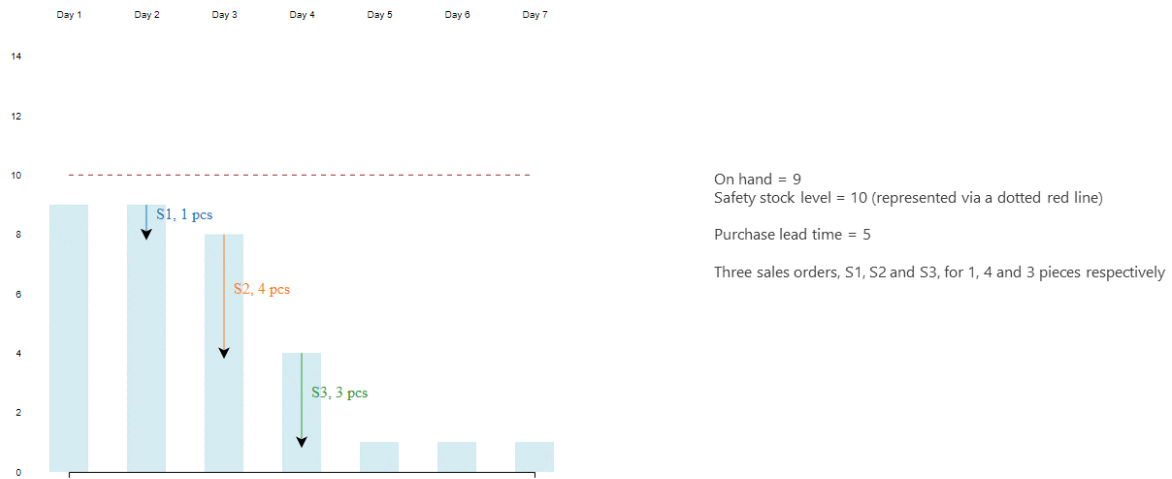 Day 1 Day 2 Day 3 Day 4 Day 5 Day 6 Day 7
14
12
10
8
6
4
2
0
S1, 1 pcs
S2, 4 pcs
S3, 3 pcs
On hand = 9
Safety stock level = 10 (represented via a dotted red line)
Purchase lead time = 5
Three sales orders, S1, S2 and S3, for 1, 4 and 3 pieces respectively